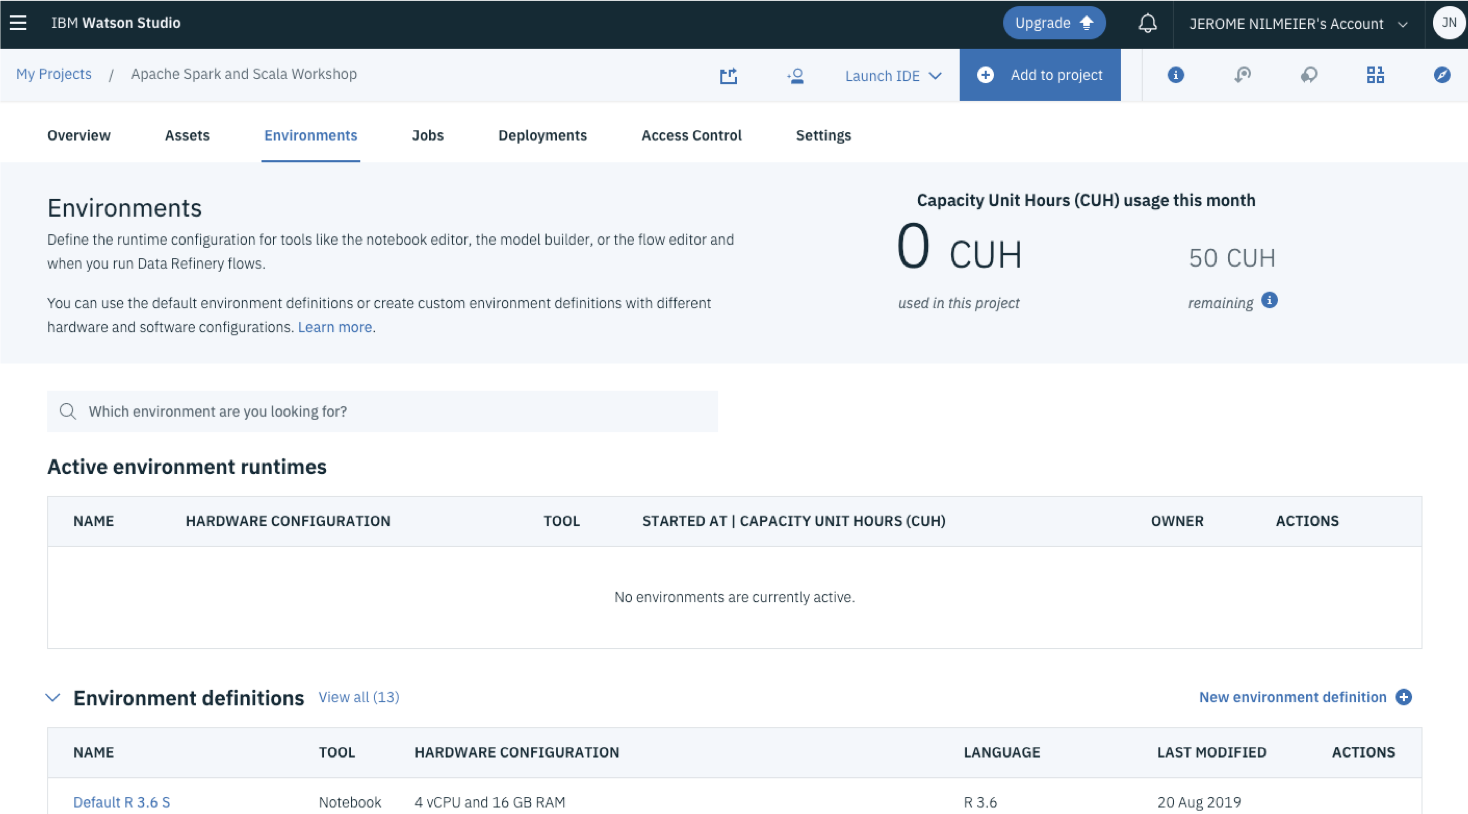 IBM Watson Studio
Upgrade
JEROME NILMEIER's Account
JN
My Projects / Apache Spark and Scala Workshop
Launch IDE
Add to project
Overview
Assets
Environments
Jobs
Deployments
Access Control
Settings
Environments
Define the runtime configuration for tools like the notebook editor, the model builder, or the flow editor and
when you run Data Refinery flows.
You can use the default environment definitions or create custom environment definitions with different
hardware and software configurations. Learn more.
Capacity Unit Hours (CUH) usage this month
0 CUH
used in this project
50 CUH
remaining
Which environment are you looking for?
Active environment runtimes
NAME HARDWARE CONFIGURATION TOOL STARTED AT | CAPACITY UNIT HOURS (CUH) OWNER ACTIONS
No environments are currently active.
Environment definitions View all (13)
New environment definition
NAME TOOL HARDWARE CONFIGURATION LANGUAGE LAST MODIFIED ACTIONS
Default R 3.6 S Notebook 4 vCPU and 16 GB RAM R 3.6 20 Aug 2019